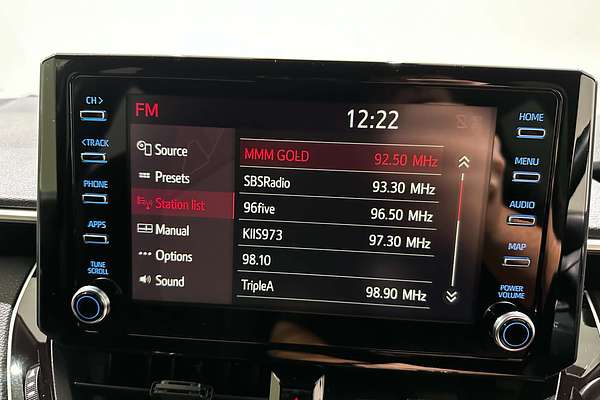 CH >
< TRACK
PHONE
APPS
TUNE
SCROLL
FM
12:22
Source
Presets
Station list
Manual
Options
Sound
MMM GOLD 92.50 MHz
SBSRadio 93.30 MHz
96five 96.50 MHz
KIIS973 97.30 MHz
98.10
TripleA 98.90 MHz
HOME
MENU
AUDIO
MAP
POWER
VOLUME